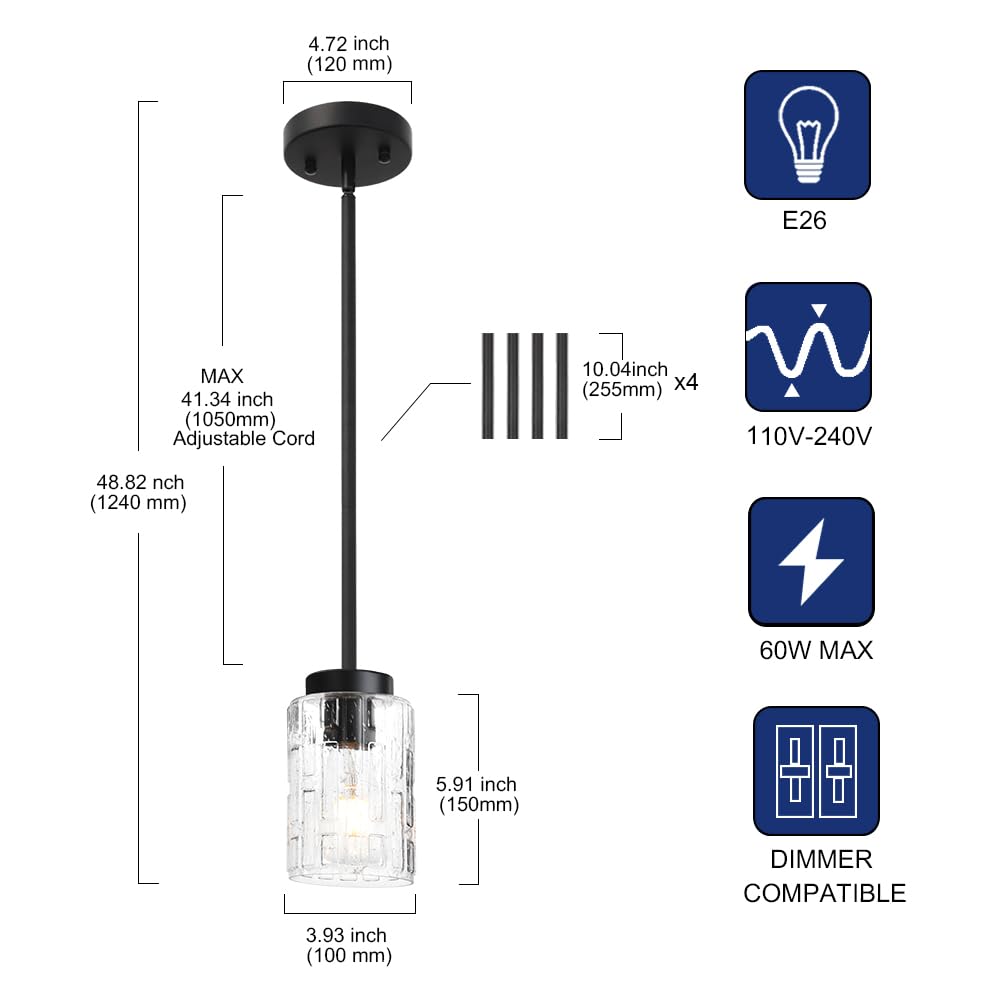 4.72 inch
(120 mm)
MAX
41.34 inch
(1050mm)
Adjustable Cord
48.82 nch
(1240 mm)
10.04inch
(255mm)
x4
5.91 inch
(150mm)
3.93 inch
(100 mm)
E26
110V-240V
60W MAX
DIMMER
COMPATIBLE